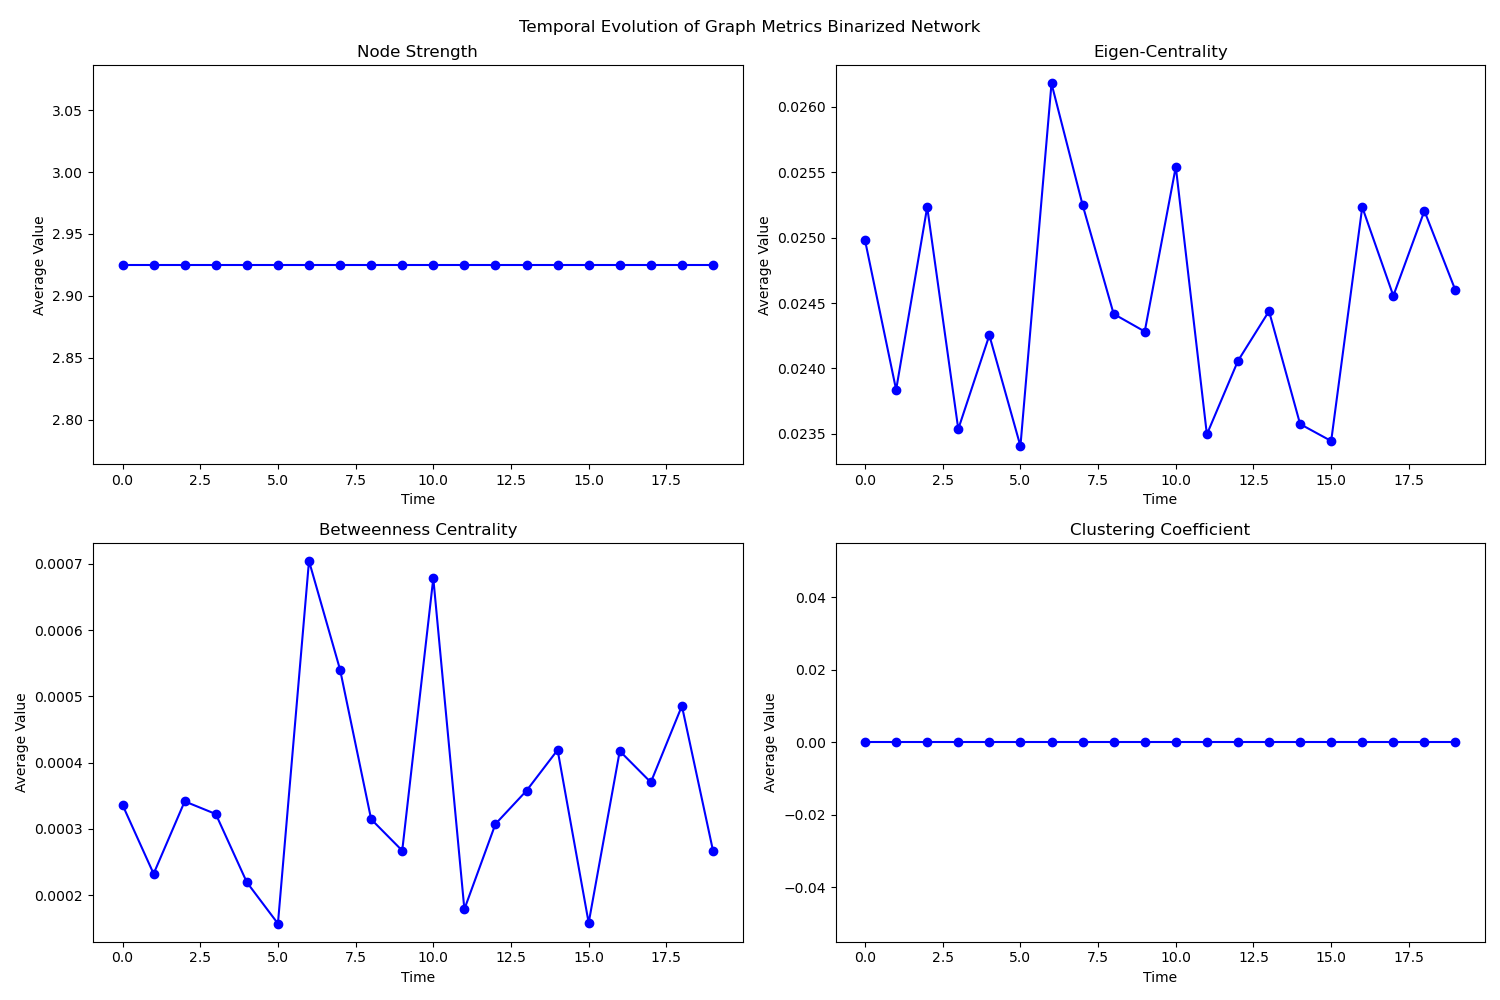 Temporal Evolution of Graph Metrics Binarized Network
Node Strength
3.05
3.00
2.95
2.90
2.85
2.80
Average Value
0.0 2.5 5.0 7.5 10.0 12.5 15.0 17.5
Time
Eigen-Centrality
0.0260
0.0255
0.0250
0.0245
0.0240
0.0235
Average Value
0.0 2.5 5.0 7.5 10.0 12.5 15.0 17.5
Time
Betweenness Centrality
0.0007
0.0006
0.0005
0.0004
0.0003
0.0002
Average Value
0.0 2.5 5.0 7.5 10.0 12.5 15.0 17.5
Time
Clustering Coefficient
0.04
0.02
0.00
−0.02
−0.04
Average Value
0.0 2.5 5.0 7.5 10.0 12.5 15.0 17.5
Time